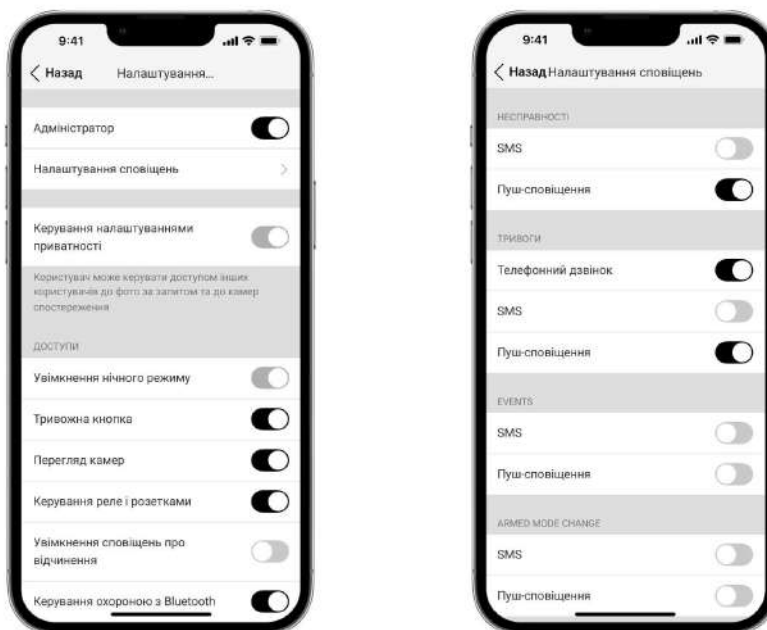 9:41
Назад Налаштування...
Адміністратор
Налаштування сповіщень
Керування налаштуваннями
приватності
Користувач може керувати доступом інших
користувачів до фото за запитом та до камер
спостереження
ДОСТУПИ
Увімкнення нічного режиму
Тривожна кнопка
Перегляд камер
Керування реле і розетками
Увімкнення сповіщень про
відчинення
Керування охороною з Bluetooth
9:41
Назад Налаштування сповіщень
НЕСПРАВНОСТІ
SMS
Пуш-сповіщення
ТРИВОГИ
Телефонний дзвінок
SMS
Пуш-сповіщення
EVENTS
SMS
Пуш-сповіщення
ARMED MODE CHANGE
SMS
Пуш-сповіщення